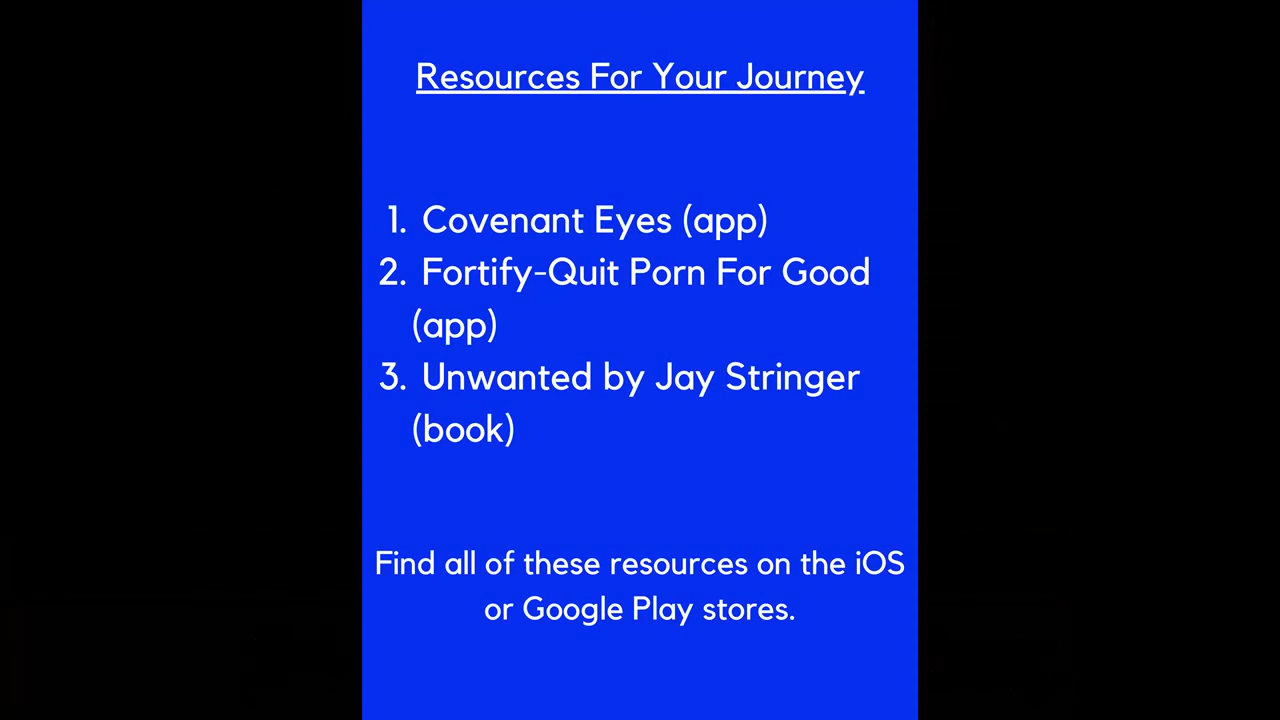 Resources For Your Journey
1. Covenant Eyes (app)
2. Fortify-Quit Porn For Good
(app)
3. Unwanted by Jay Stringer
(book)
Find all of these resources on the iOS
or Google Play stores.